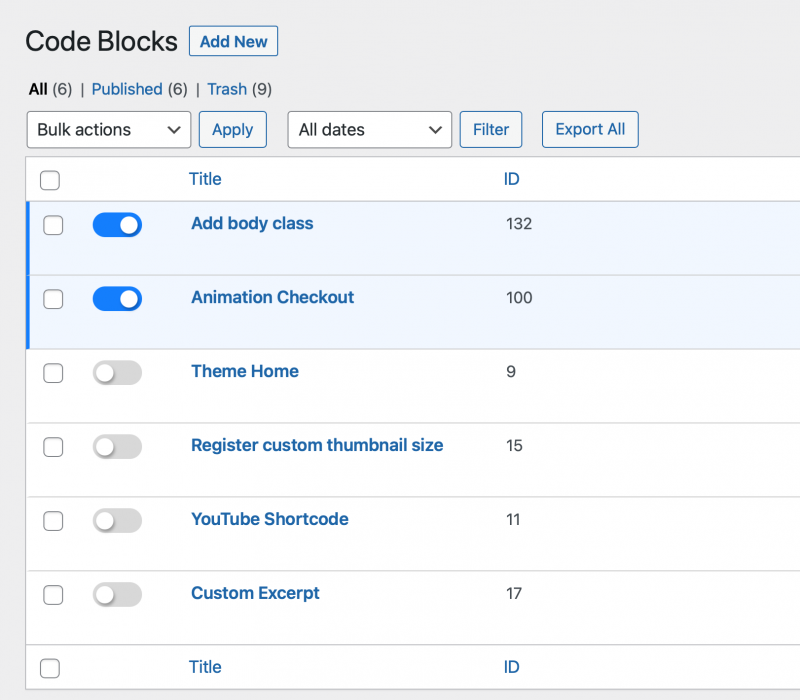 Code Blocks Add New
All (6) | Published (6) | Trash (9)
Bulk actions Apply All dates Filter Export All
Title ID
Add body class 132
Animation Checkout 100
Theme Home 9
Register custom thumbnail size 15
YouTube Shortcode 11
Custom Excerpt 17
Title ID